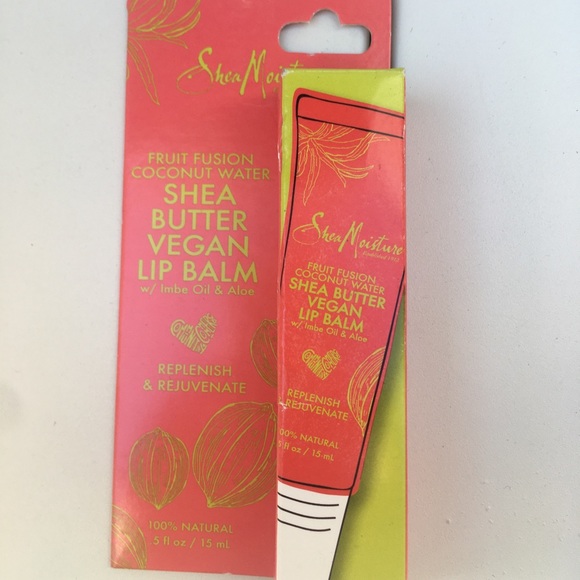 Shea Moisture
FRUIT FUSION
COCONUT WATER
SHEA
BUTTER
VEGAN
LIP BALM
w/ Imbe Oil & Aloe
REPLENISH
& REJUVENATE
100% NATURAL
5 fl oz / 15 mL
SheaMoisture
FRUIT FUSION
COCONUT WATER
SHEA BUTTER
VEGAN
LIP BALM
w/ Imbe Oil & Aloe
REPLENISH
REJUVENATE
100% NATURAL
5 fl oz / 15 mL